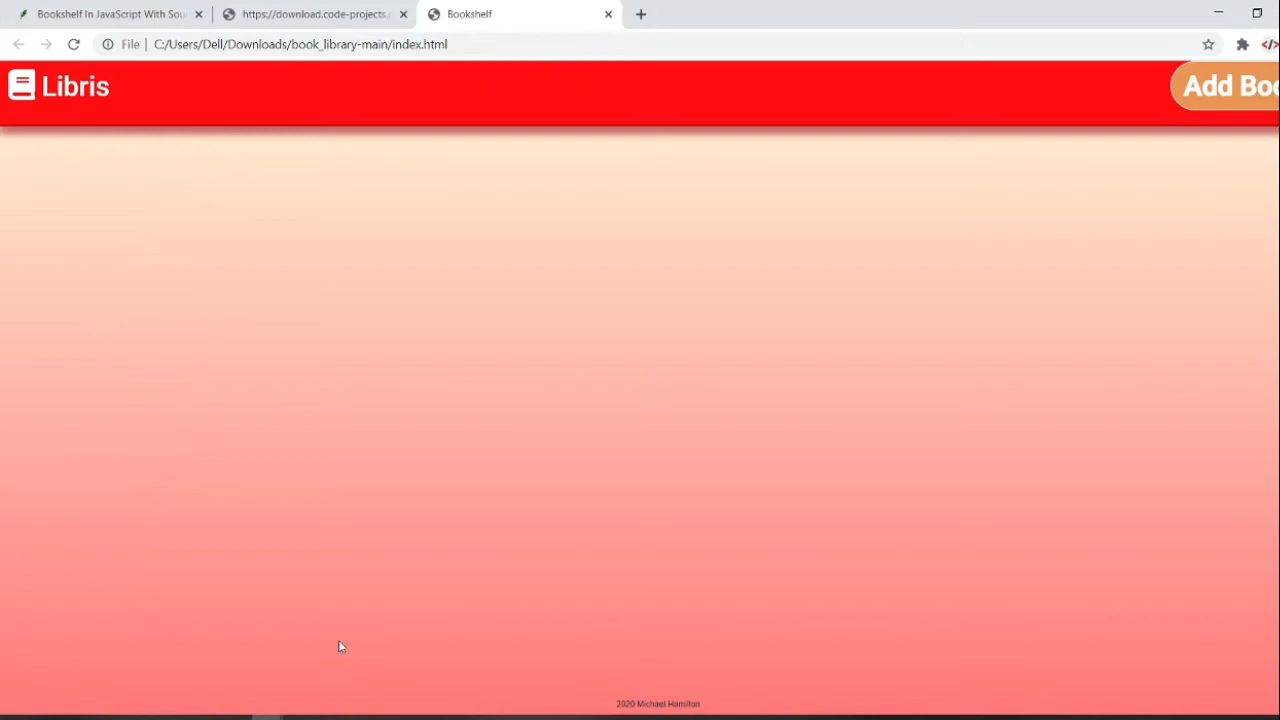 Bookshelf In JavaScript With Sou
https://download.code-projects.
Bookshelf
File
C:/Users/Dell/Downloads/book_library-main/index.html
Libris
Add Boo
2020 Michael Hamilton